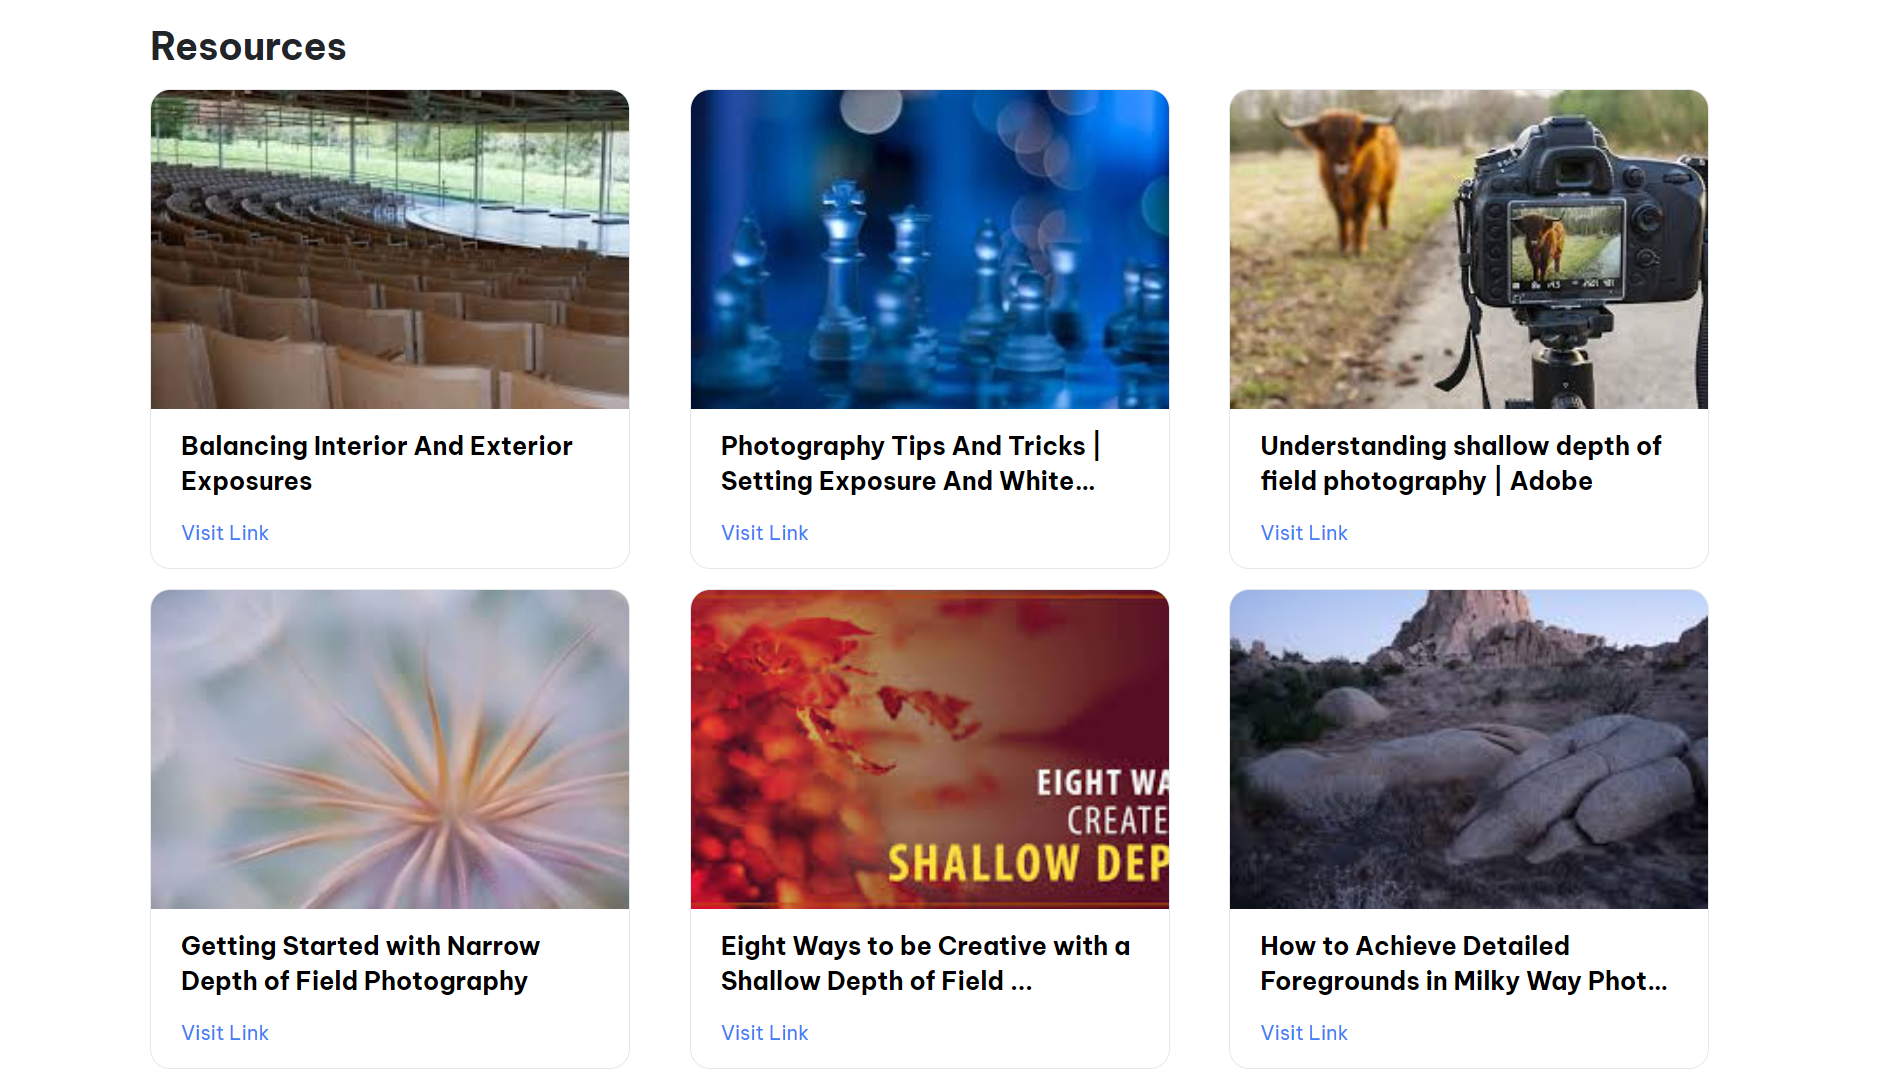 Resources
Balancing Interior And Exterior
Exposures
Visit Link
Photography Tips And Tricks |
Setting Exposure And White...
Visit Link
Understanding shallow depth of
field photography | Adobe
Visit Link
EIGHT WA
CREATE
SHALLOW DEP
Getting Started with Narrow
Depth of Field Photography
Visit Link
Eight Ways to be Creative with a
Shallow Depth of Field ...
Visit Link
How to Achieve Detailed
Foregrounds in Milky Way Phot...
Visit Link